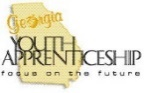 Georgia
YOUTH
APPRENTICESHIP
focus on the future